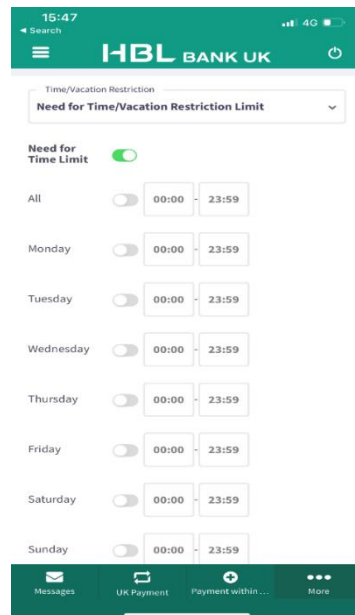 15:47
4G
Search
HBL BANK UK
Time/Vacation Restriction
Need for Time/Vacation Restriction Limit
Need for
Time Limit
All 00:00 - 23:59
Monday 00:00 - 23:59
Tuesday 00:00 - 23:59
Wednesday 00:00 - 23:59
Thursday 00:00 - 23:59
Friday 00:00 - 23:59
Saturday 00:00 - 23:59
Sunday 00:00 - 23:59
Messages UK Payment Payment within ... More